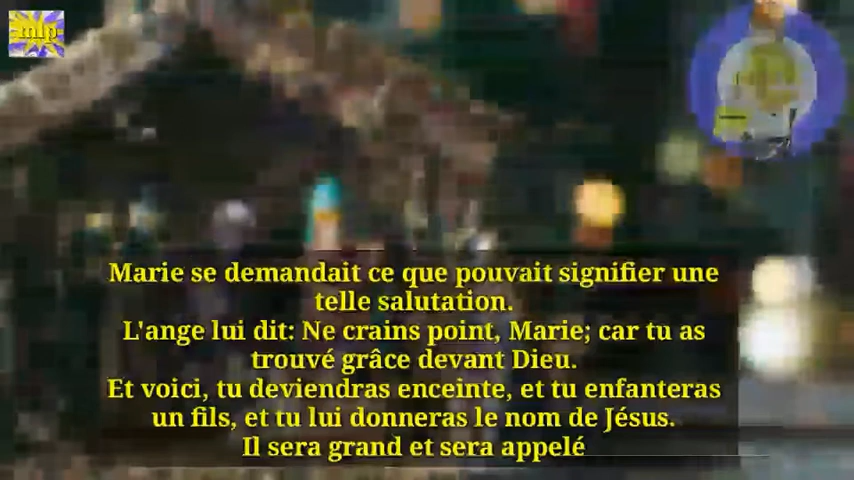 mlp
Marie se demandait ce que pouvait signifier une
telle salutation.
L'ange lui dit: Ne crains point, Marie; car tu as
trouvé grâce devant Dieu.
Et voici, tu deviendras enceinte, et tu enfanteras
un fils, et tu lui donneras le nom de Jésus.
Il sera grand et sera appelé